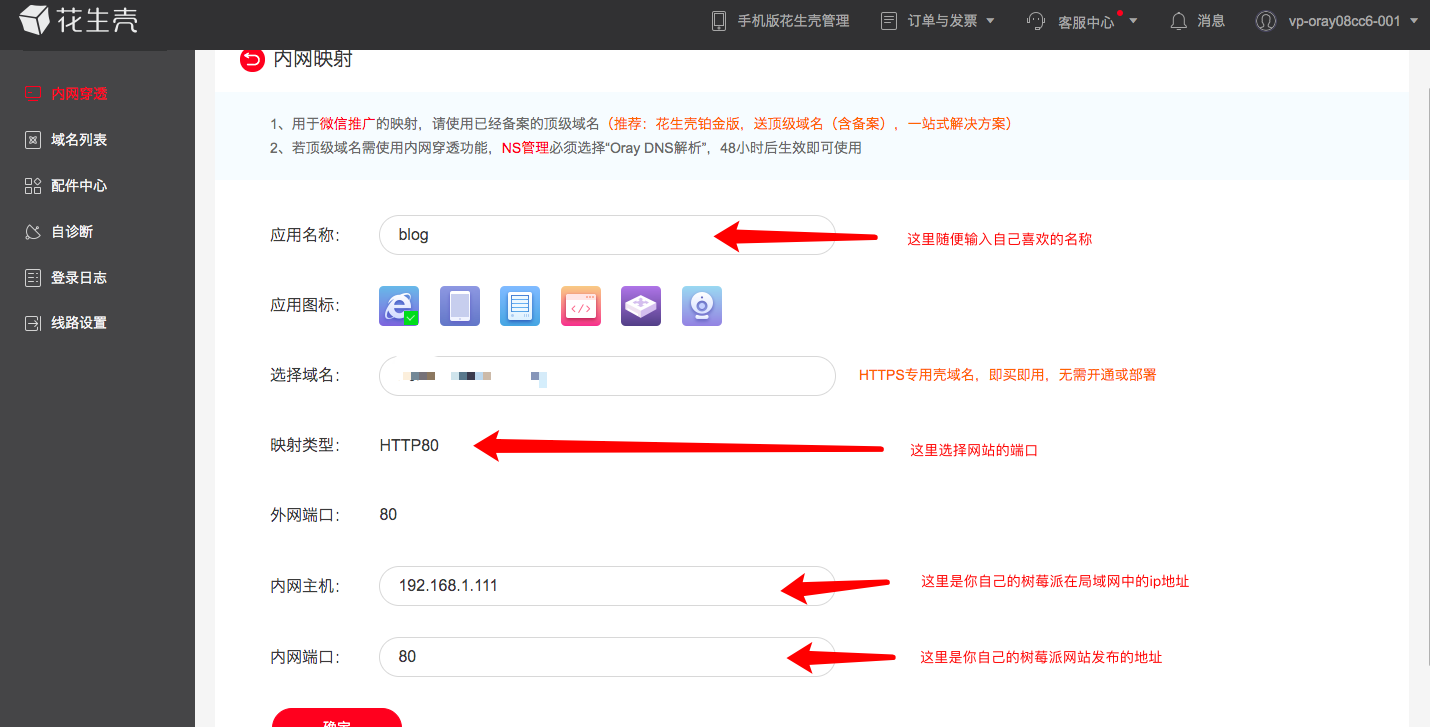 花生壳
手机版花生壳管理
订单与发票
客服中心
消息
vp-oray08cc6-001
内网穿透
域名列表
配件中心
自诊断
登录日志
线路设置
内网映射
1、用于微信推广的映射，请使用已经备案的顶级域名（推荐：花生壳铂金版，送顶级域名（含备案），一站式解决方案）
2、若顶级域名需使用内网穿透功能，NS管理必须选择“Oray DNS解析”，48小时后生效即可使用
应用名称： blog 这里随便输入自己喜欢的名称
应用图标：
选择域名： HTTPS专用壳域名，即买即用，无需开通或部署
映射类型： HTTP80 这里选择网站的端口
外网端口： 80
内网主机： 192.168.1.111 这里是你自己的树莓派在局域网中的ip地址
内网端口： 80 这里是你自己的树莓派网站发布的地址
确定